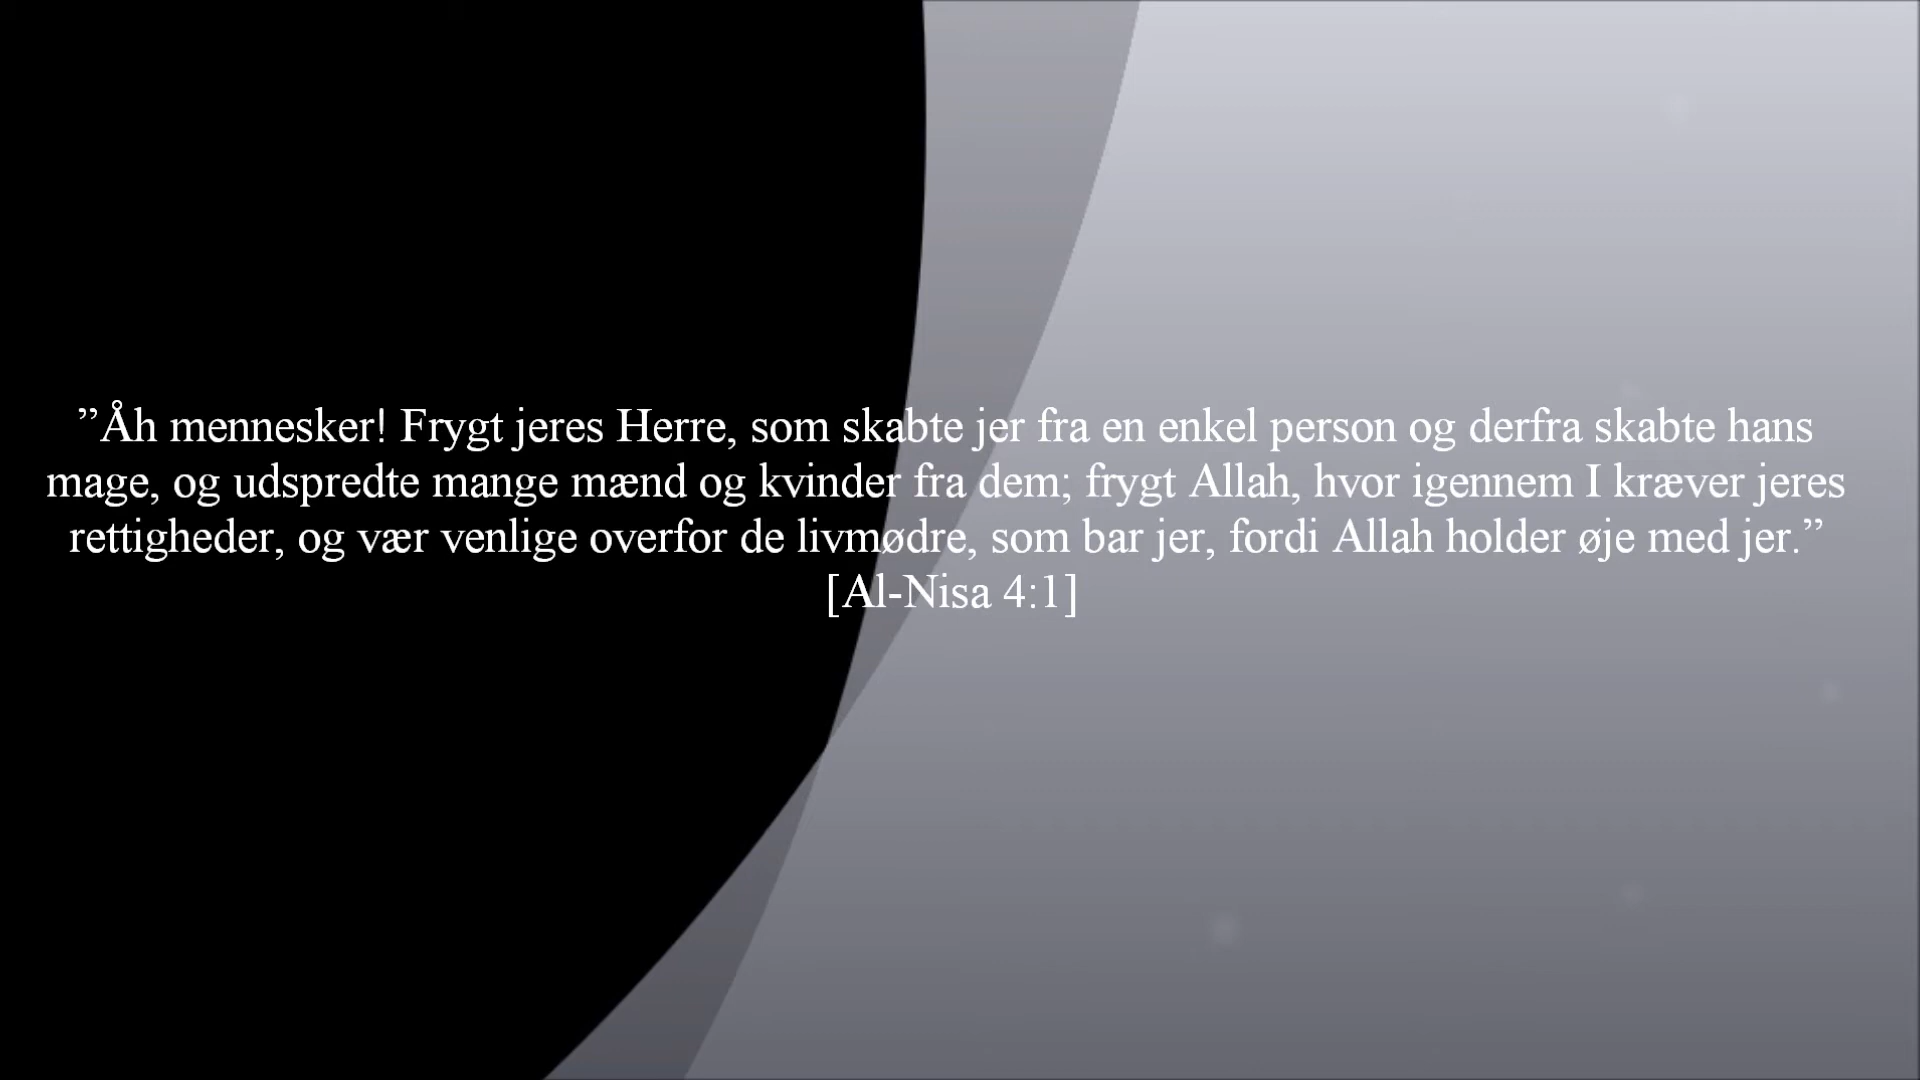 ”Åh mennesker! Frygt jeres Herre, som skabte jer fra en enkel person og derfra skabte hans
mage, og udspredte mange mænd og kvinder fra dem; frygt Allah, hvor igennem I kræver jeres
rettigheder, og vær venlige overfor de livmødre, som bar jer, fordi Allah holder øje med jer.”
[Al-Nisa 4:1]